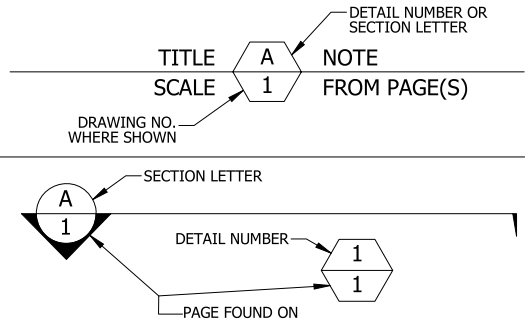 DETAIL NUMBER OR
SECTION LETTER
TITLE A NOTE
SCALE 1 FROM PAGE(S)
DRAWING NO.
WHERE SHOWN
SECTION LETTER
A
1
DETAIL NUMBER
1
1
PAGE FOUND ON